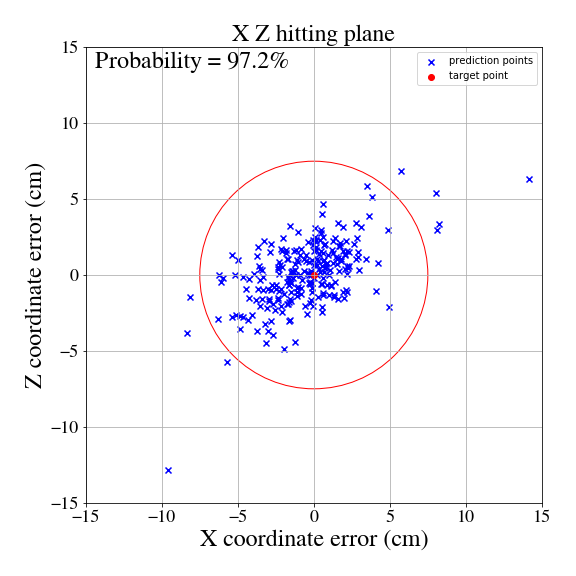 X Z hitting plane
Probability = 97.2%
prediction points
target point
15
10
5
0
−5
−10
−15
Z coordinate error (cm)
−15 −10 −5 0 5 10 15
X coordinate error (cm)